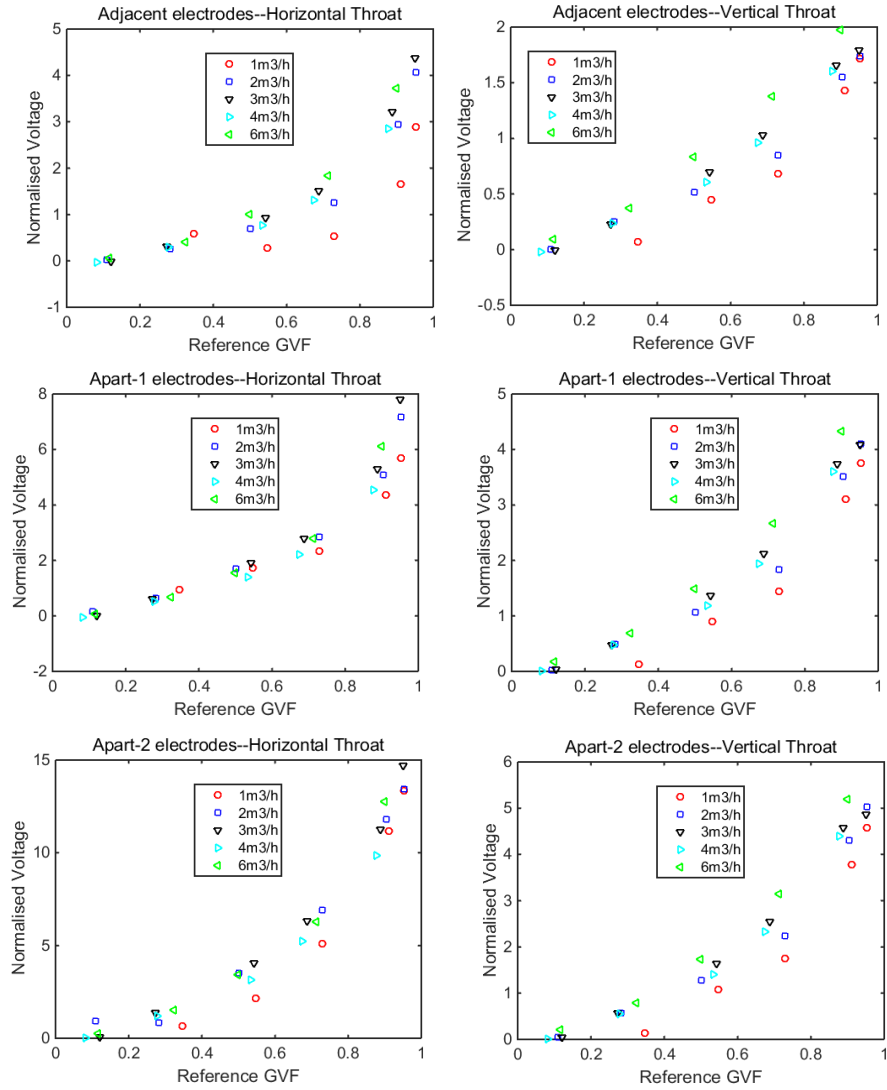 Adjacent electrodes--Horizontal Throat
5
4
3
2
1
0
-1
Normalised Voltage
1m3/h
2m3/h
3m3/h
4m3/h
6m3/h
0 0.2 0.4 0.6 0.8 1
Reference GVF
Adjacent electrodes--Vertical Throat
2
1.5
1
0.5
0
-0.5
Normalised Voltage
1m3/h
2m3/h
3m3/h
4m3/h
6m3/h
0 0.2 0.4 0.6 0.8 1
Reference GVF
Apart-1 electrodes--Horizontal Throat
8
6
4
2
0
-2
Normalised Voltage
1m3/h
2m3/h
3m3/h
4m3/h
6m3/h
0 0.2 0.4 0.6 0.8 1
Reference GVF
Apart-1 electrodes--Vertical Throat
5
4
3
2
1
0
Normalised Voltage
1m3/h
2m3/h
3m3/h
4m3/h
6m3/h
0 0.2 0.4 0.6 0.8 1
Reference GVF
Apart-2 electrodes--Horizontal Throat
15
10
5
0
Normalised Voltage
1m3/h
2m3/h
3m3/h
4m3/h
6m3/h
0 0.2 0.4 0.6 0.8 1
Reference GVF
Apart-2 electrodes--Vertical Throat
6
5
4
3
2
1
0
Normalised Voltage
1m3/h
2m3/h
3m3/h
4m3/h
6m3/h
0 0.2 0.4 0.6 0.8 1
Reference GVF